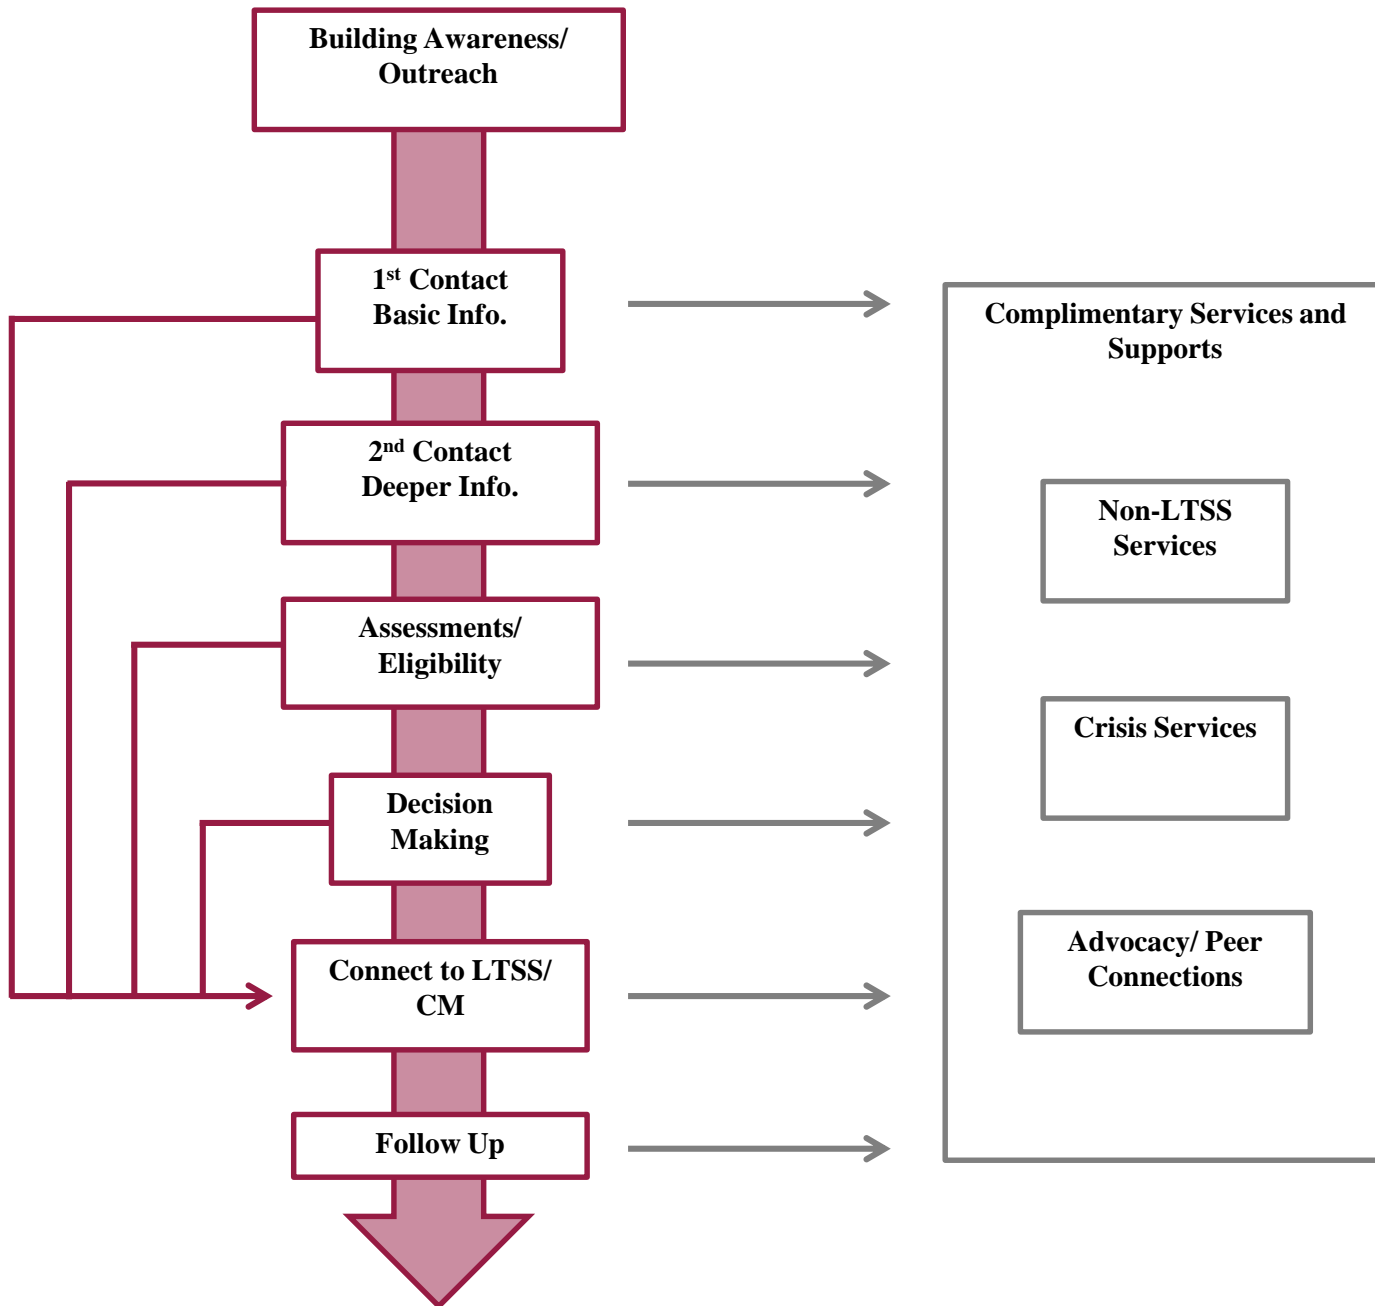 Building Awareness/
Outreach
1st Contact
Basic Info.
2nd Contact
Deeper Info.
Assessments/
Eligibility
Decision
Making
Connect to LTSS/
CM
Follow Up
Complimentary Services and
Supports
Non-LTSS
Services
Crisis Services
Advocacy/ Peer
Connections